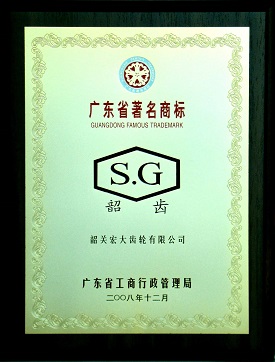 广东省著名商标
GUANGDONG FAMOUS TRADEMARK
S.G
韶 齿
韶关宏大齿轮有限公司
广东省工商行政管理局
二〇〇八年十二月